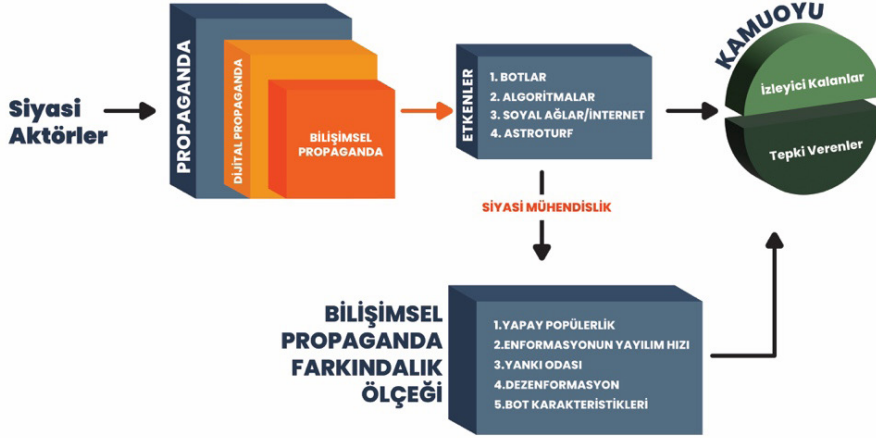 Siyasi
Aktörler
PROPAGANDA
DİJİTAL PROPAGANDA
BİLİŞİMSEL
PROPAGANDA
ETKENLER
1. BOTLAR
2. ALGORİTMALAR
3. SOYAL AĞLAR/İNTERNET
4. ASTROTURF
KAMUOYU
İzleyici Kalanlar
Tepki Verenler
SİYASİ MÜHENDİSLİK
BİLİŞİMSEL
PROPAGANDA
FARKINDALIK
ÖLÇEĞİ
1.YAPAY POPÜLERLİK
2.ENFORMASYONUN YAYILIM HIZI
3.YANKI ODASI
4.DEZENFORMASYON
5.BOT KARAKTERİSTİKLERİ